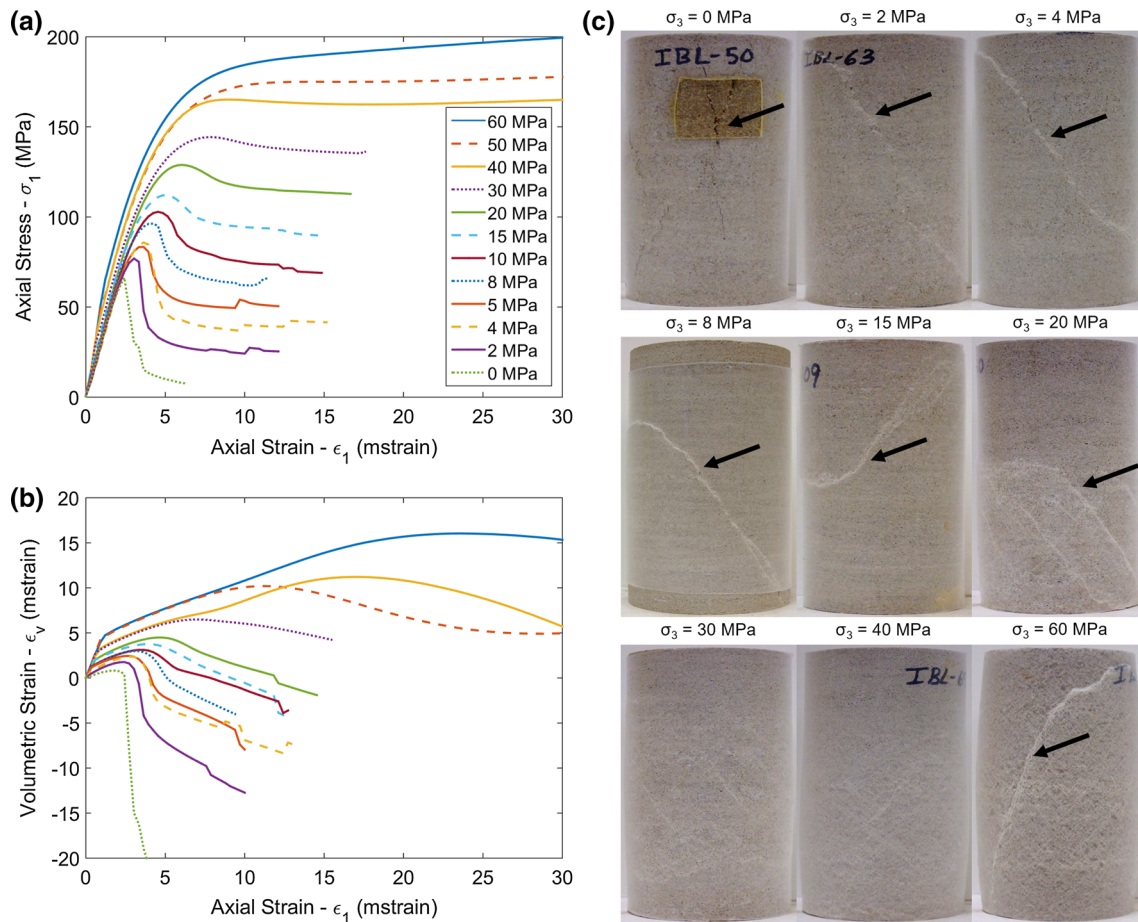 (a)
200
150
100
50
0
Axial Stress - σ1 (MPa)
60 MPa
50 MPa
40 MPa
30 MPa
20 MPa
15 MPa
10 MPa
8 MPa
5 MPa
4 MPa
2 MPa
0 MPa
0 5 10 15 20 25 30
Axial Strain - ϵ1 (mstrain)
(b)
20
15
10
5
0
-5
-10
-15
-20
Volumetric Strain - ϵv (mstrain)
0 5 10 15 20 25 30
Axial Strain - ϵ1 (mstrain)
(c)
σ3 = 0 MPa σ3 = 2 MPa σ3 = 4 MPa
IBL-50 IBL-63
σ3 = 8 MPa σ3 = 15 MPa σ3 = 20 MPa
09
σ3 = 30 MPa σ3 = 40 MPa σ3 = 60 MPa